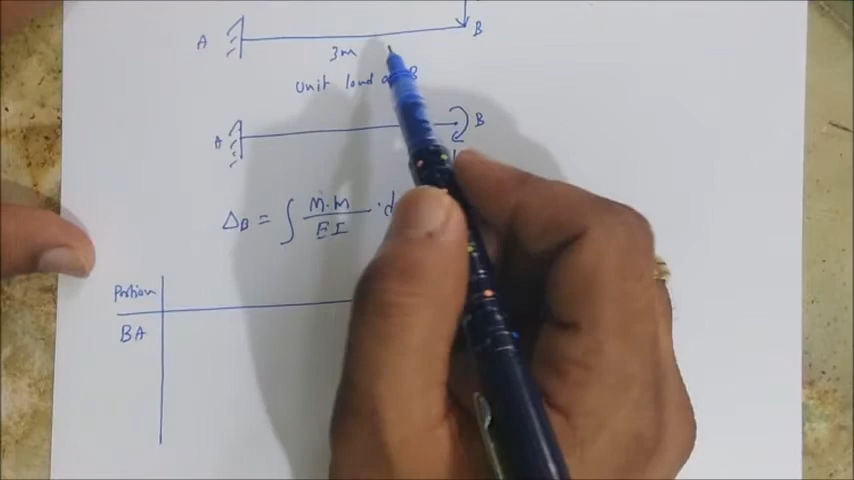 A B
3m
Unit load B
A B
ΔB = ∫ m.m / EI .d
Portion
BA